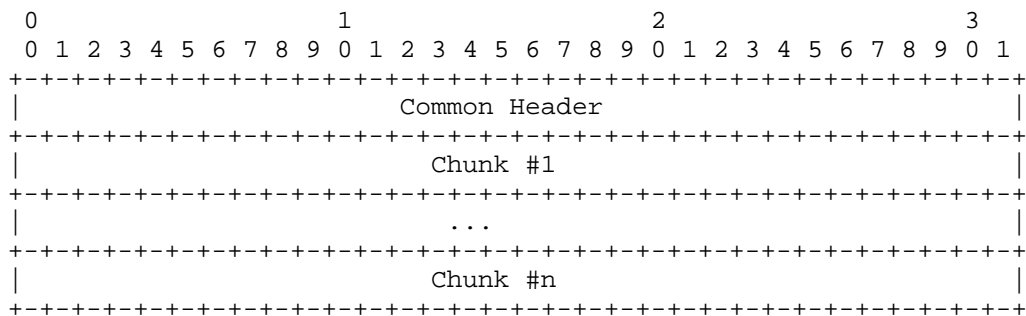 0                   1                   2                   3
0 1 2 3 4 5 6 7 8 9 0 1 2 3 4 5 6 7 8 9 0 1 2 3 4 5 6 7 8 9 0 1
+-+-+-+-+-+-+-+-+-+-+-+-+-+-+-+-+-+-+-+-+-+-+-+-+-+-+-+-+-+-+-+-+
|                        Common Header                          |
+-+-+-+-+-+-+-+-+-+-+-+-+-+-+-+-+-+-+-+-+-+-+-+-+-+-+-+-+-+-+-+-+
|                          Chunk #1                             |
+-+-+-+-+-+-+-+-+-+-+-+-+-+-+-+-+-+-+-+-+-+-+-+-+-+-+-+-+-+-+-+-+
|                           ...                                 |
+-+-+-+-+-+-+-+-+-+-+-+-+-+-+-+-+-+-+-+-+-+-+-+-+-+-+-+-+-+-+-+-+
|                          Chunk #n                             |
+-+-+-+-+-+-+-+-+-+-+-+-+-+-+-+-+-+-+-+-+-+-+-+-+-+-+-+-+-+-+-+-+